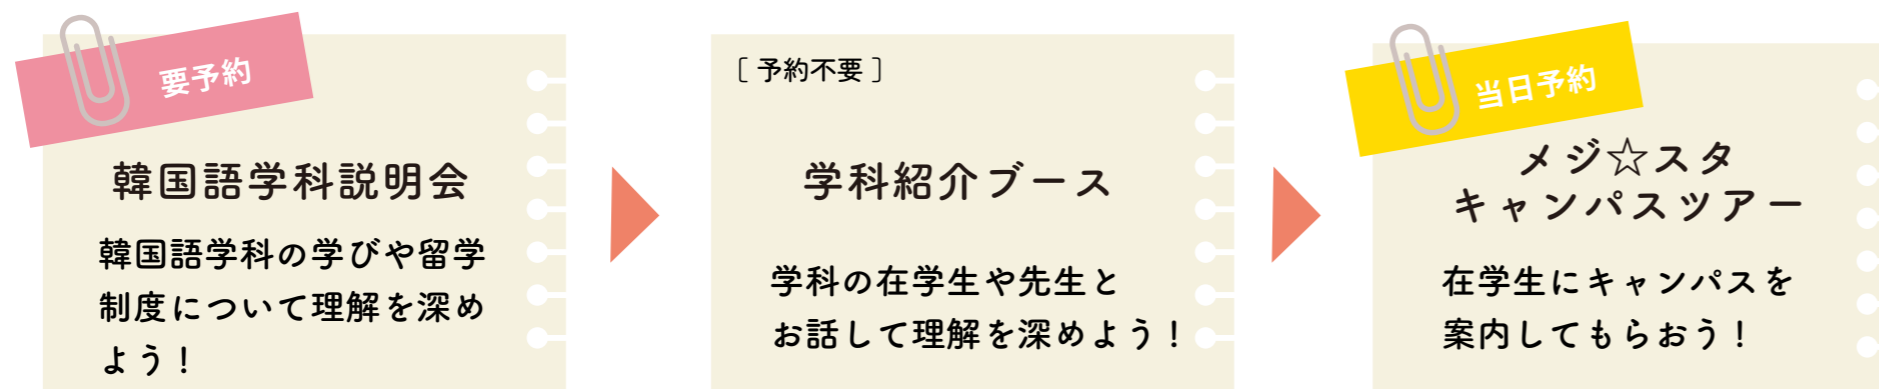 要予約
韓国語学科説明会
韓国語学科の学びや留学
制度について理解を深め
よう！
［ 予約不要 ］
学科紹介ブース
学科の在学生や先生と
お話して理解を深めよう！
当日予約
メジ☆スタ
キャンパスツアー
在学生にキャンパスを
案内してもらおう！